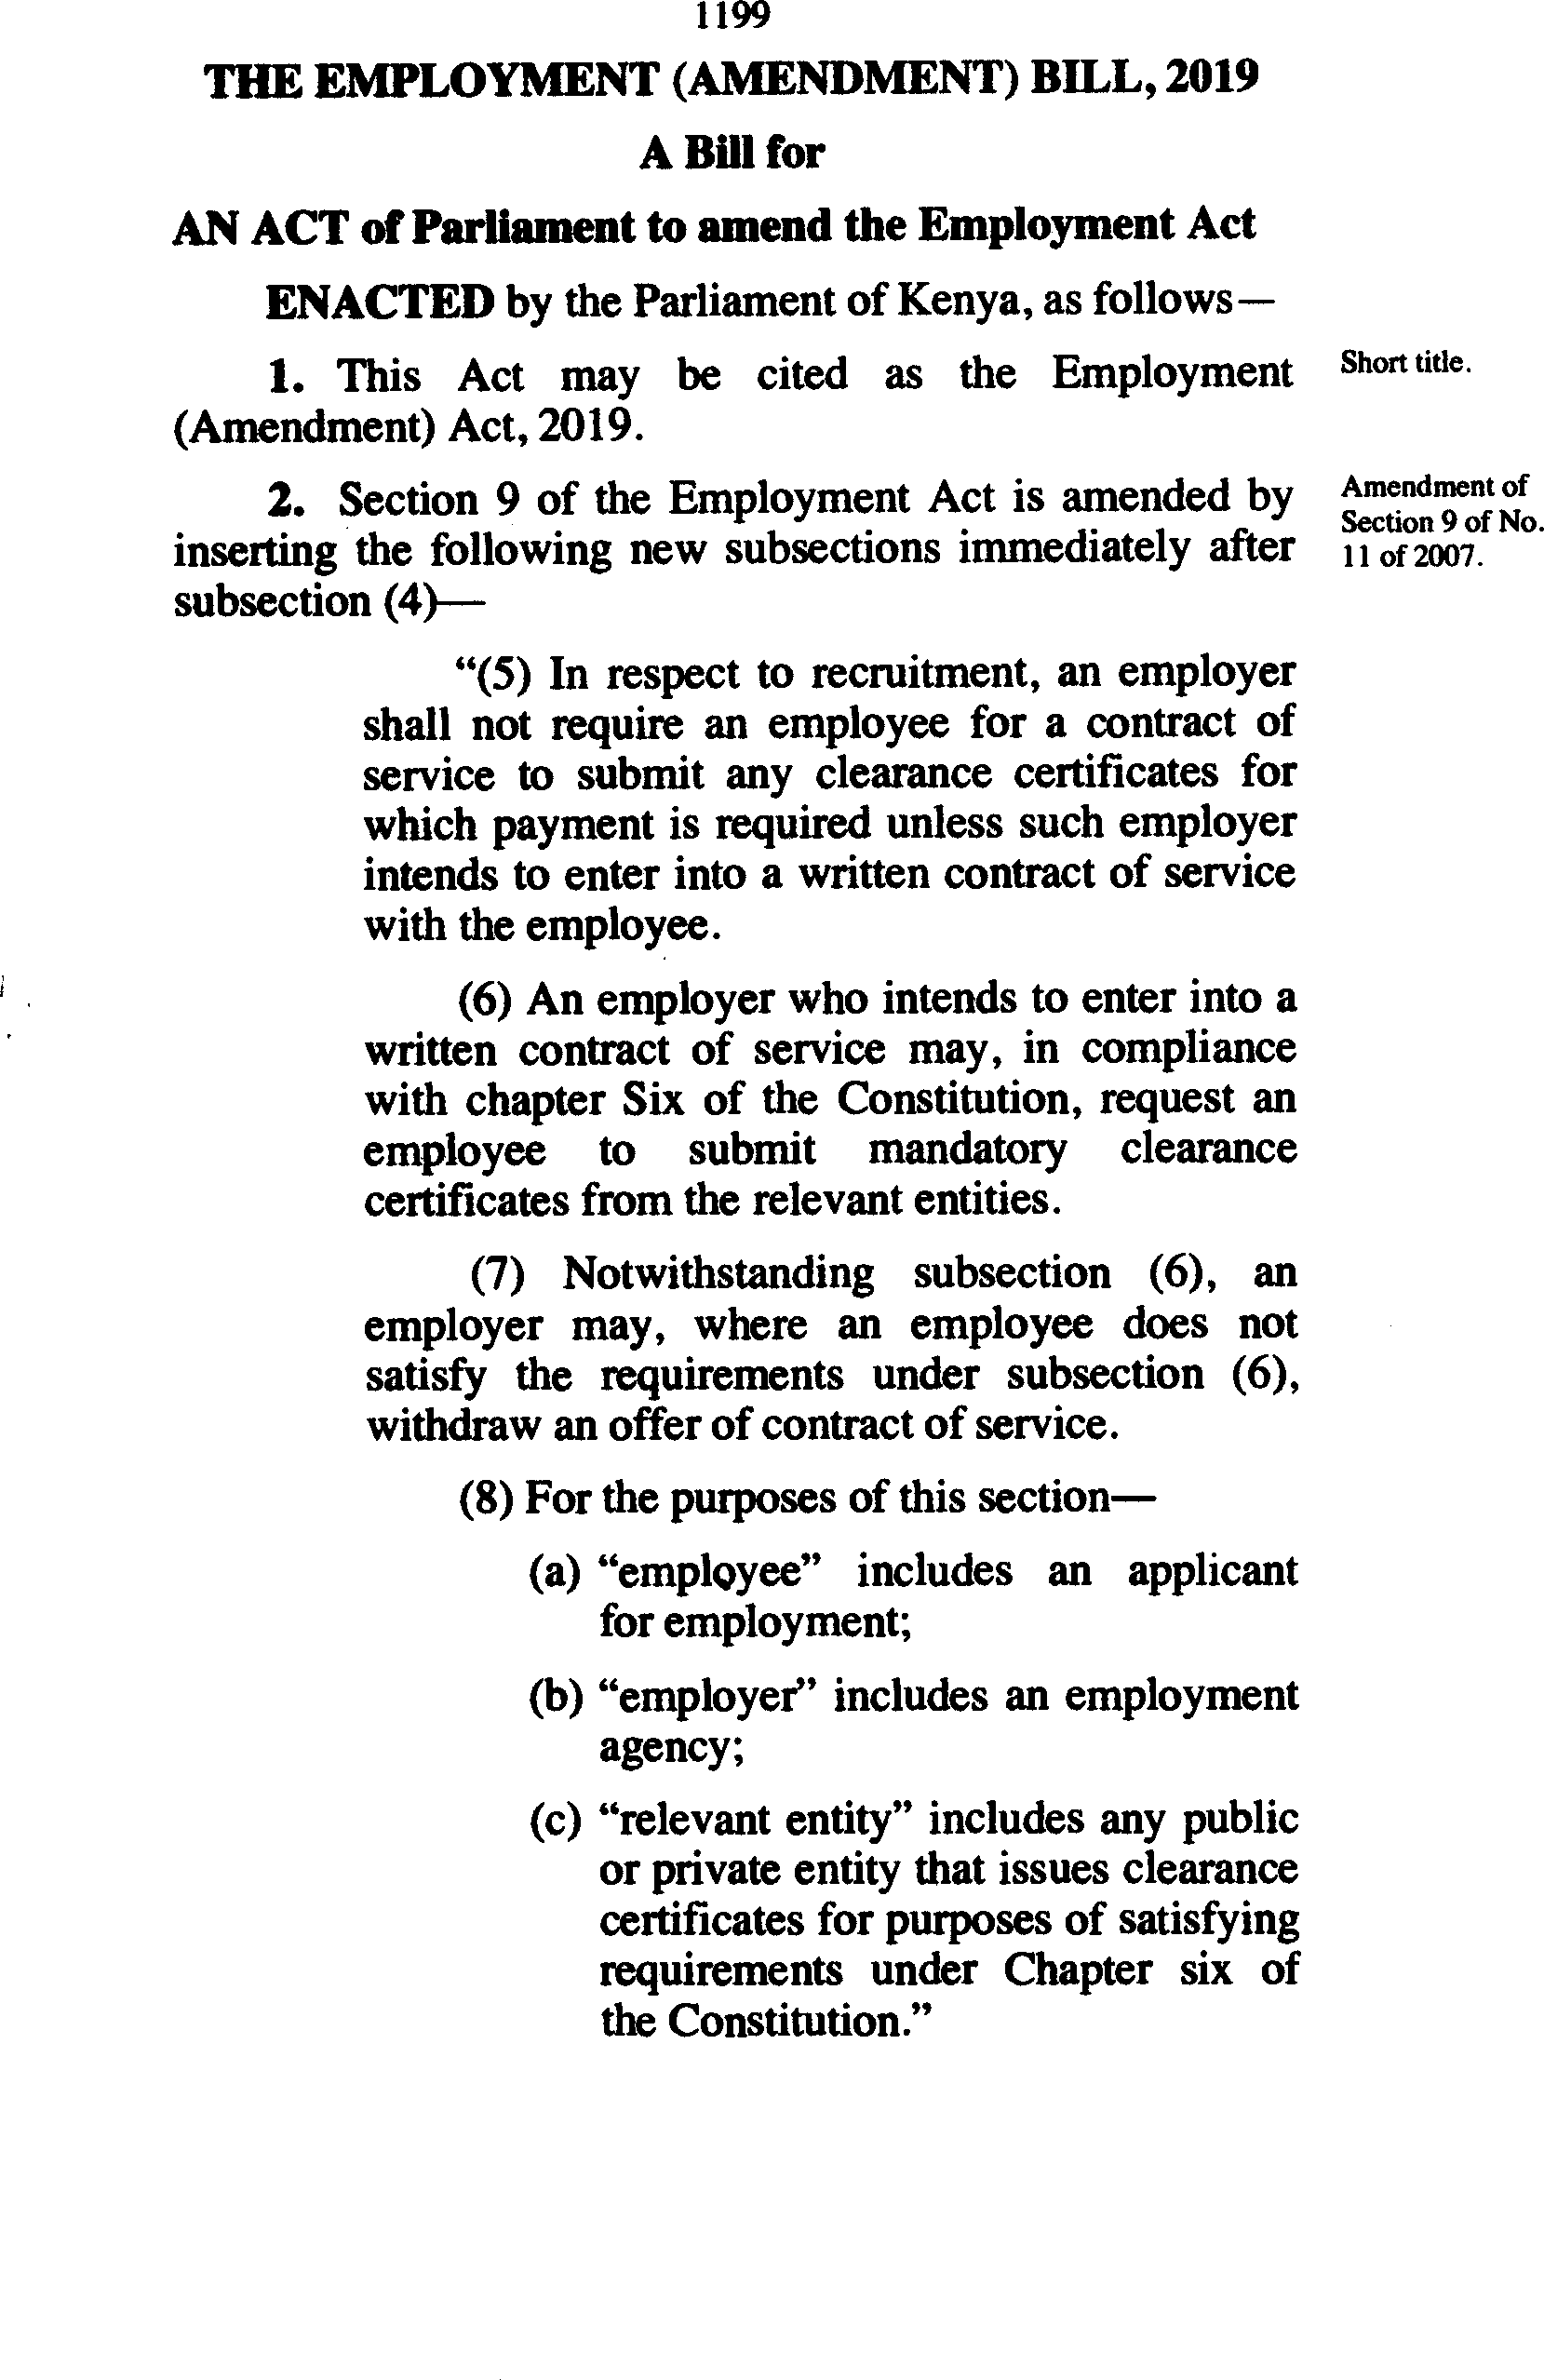 1199
THE EMPLOYMENT (AMENDMENT) BILL, 2019
A Bill for
AN ACT of Parliament to amend the Employment Act
ENACTED by the Parliament of Kenya, as follows—
1. This Act may be cited as the Employment
(Amendment) Act, 2019.
Short title.
2. Section 9 of the Employment Act is amended by
inserting the following new subsections immediately after
subsection (4)—
Amendment of
Section 9 of No.
11 of 2007.
“(5) In respect to recruitment, an employer
shall not require an employee for a contract of
service to submit any clearance certificates for
which payment is required unless such employer
intends to enter into a written contract of service
with the employee.
(6) An employer who intends to enter into a
written contract of service may, in compliance
with chapter Six of the Constitution, request an
employee to submit mandatory clearance
certificates from the relevant entities.
(7) Notwithstanding subsection (6), an
employer may, where an employee does not
satisfy the requirements under subsection (6),
withdraw an offer of contract of service.
(8) For the purposes of this section—
(a) “employee” includes an applicant
for employment;
(b) “employer” includes an employment
agency;
(c) “relevant entity” includes any public
or private entity that issues clearance
certificates for purposes of satisfying
requirements under Chapter six of
the Constitution.”